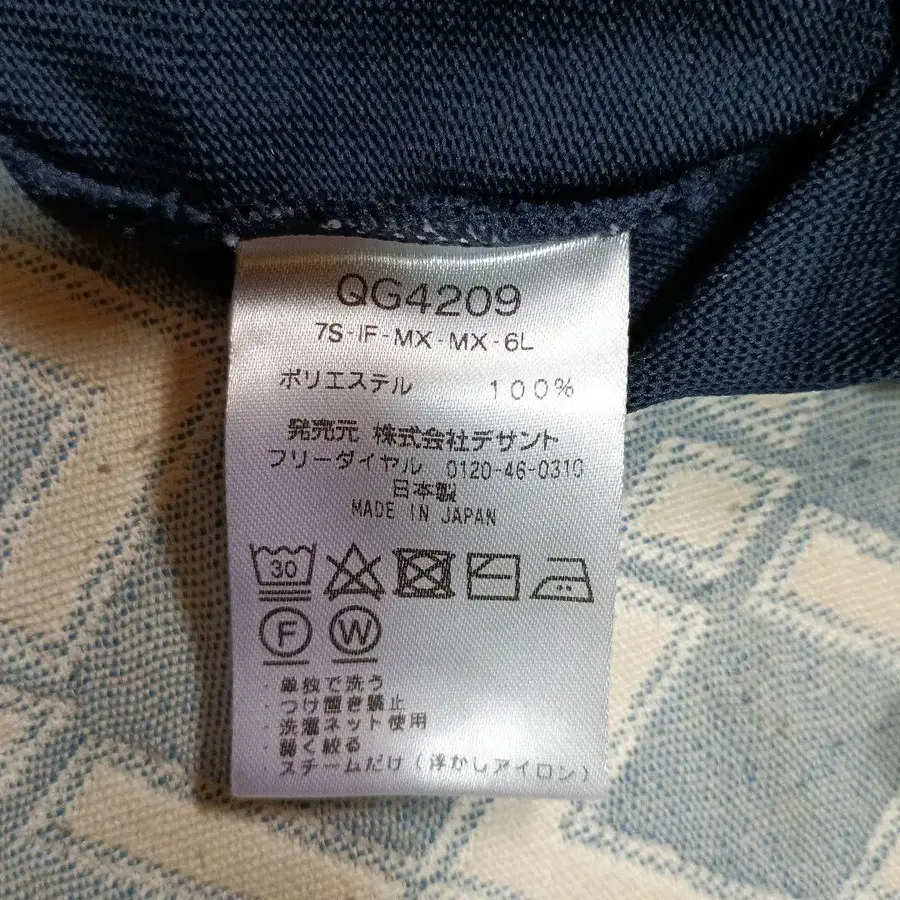 QG4209
7S-IF-MX-MX-6L
ポリエステル 100%
発売元 株式会社デサント
フリーダイヤル 0120-46-0310
日本製
MADE IN JAPAN
30
F W
・単独で洗う
・つけ置き禁止
・洗濯ネット使用
・弱く絞る
・スチームだけ(浮かしアイロン)